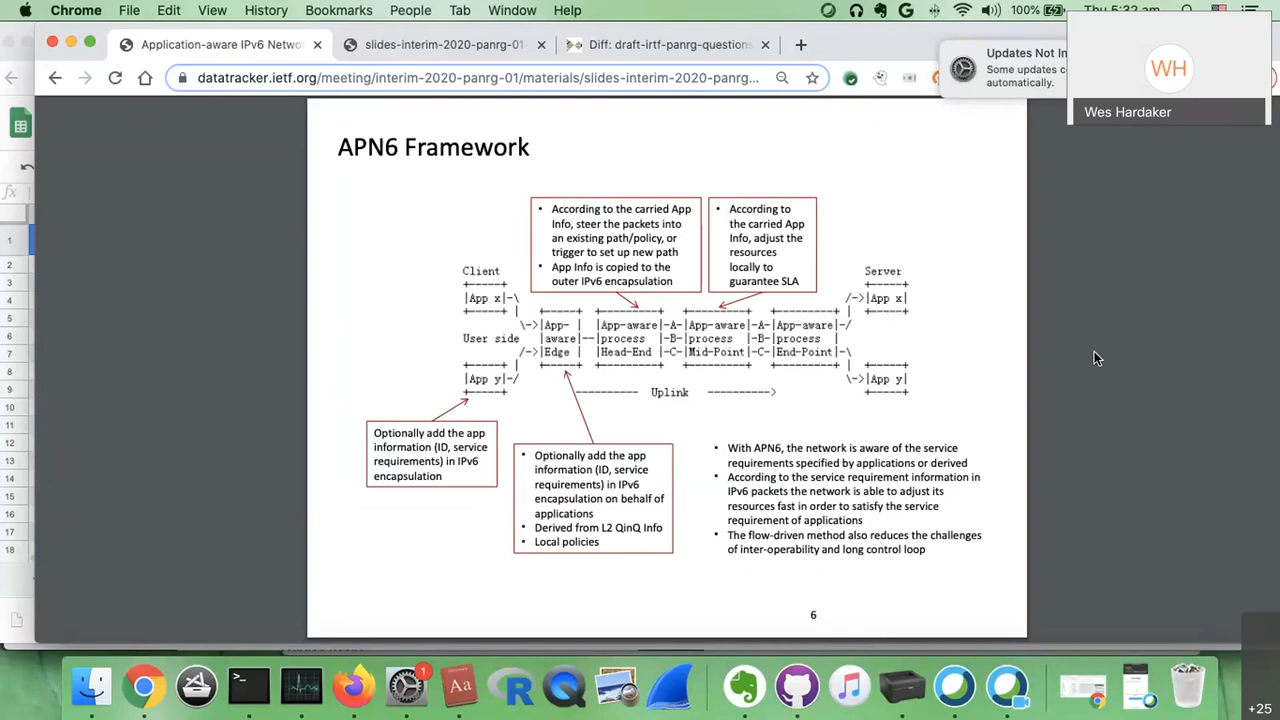 Chrome File Edit View History Bookmarks People Tab Window Help 100% Thu 5:32 am
Application-aware IPv6 Netwo
slides-interim-2020-panrg-01-
Diff: draft-irtf-panrg-questions
Updates Not In
Some updates c
automatically.
WH
Wes Hardaker
datatracker.ietf.org/meeting/interim-2020-panrg-01/materials/slides-interim-2020-panrg...
fx
1
2
3
4
5
6
7
8
9
10
11
12
13
14
15
16
17
18
APN6 Framework
• According to the carried App
Info, steer the packets into
an existing path/policy, or
trigger to set up new path
• App Info is copied to the
outer IPv6 encapsulation
• According to
the carried App
Info, adjust the
resources
locally to
guarantee SLA
Client Server
+-----+ +-----+
|App x|-\ /->|App x|
+-----+ | +-----+ +---------+ +---------+ +---------+ | +-----+
\->|App- | |App-aware|-A-|App-aware|-A-|App-aware|-/
User side |aware|--|process |-B-|process |-B-|process |
/->|Edge | |Head-End |-C-|Mid-Point|-C-|End-Point|-\
+-----+ | +-----+ +---------+ +---------+ +---------+ | +-----+
|App y|-/ \->|App y|
+-----+ ---------- Uplink ----------> +-----+
Optionally add the app
information (ID, service
requirements) in IPv6
encapsulation
• Optionally add the app
information (ID, service
requirements) in IPv6
encapsulation on behalf of
applications
• Derived from L2 QinQ Info
• Local policies
• With APN6, the network is aware of the service
requirements specified by applications or derived
• According to the service requirement information in
IPv6 packets the network is able to adjust its
resources fast in order to satisfy the service
requirement of applications
• The flow-driven method also reduces the challenges
of inter-operability and long control loop
6
1
Aa
+25